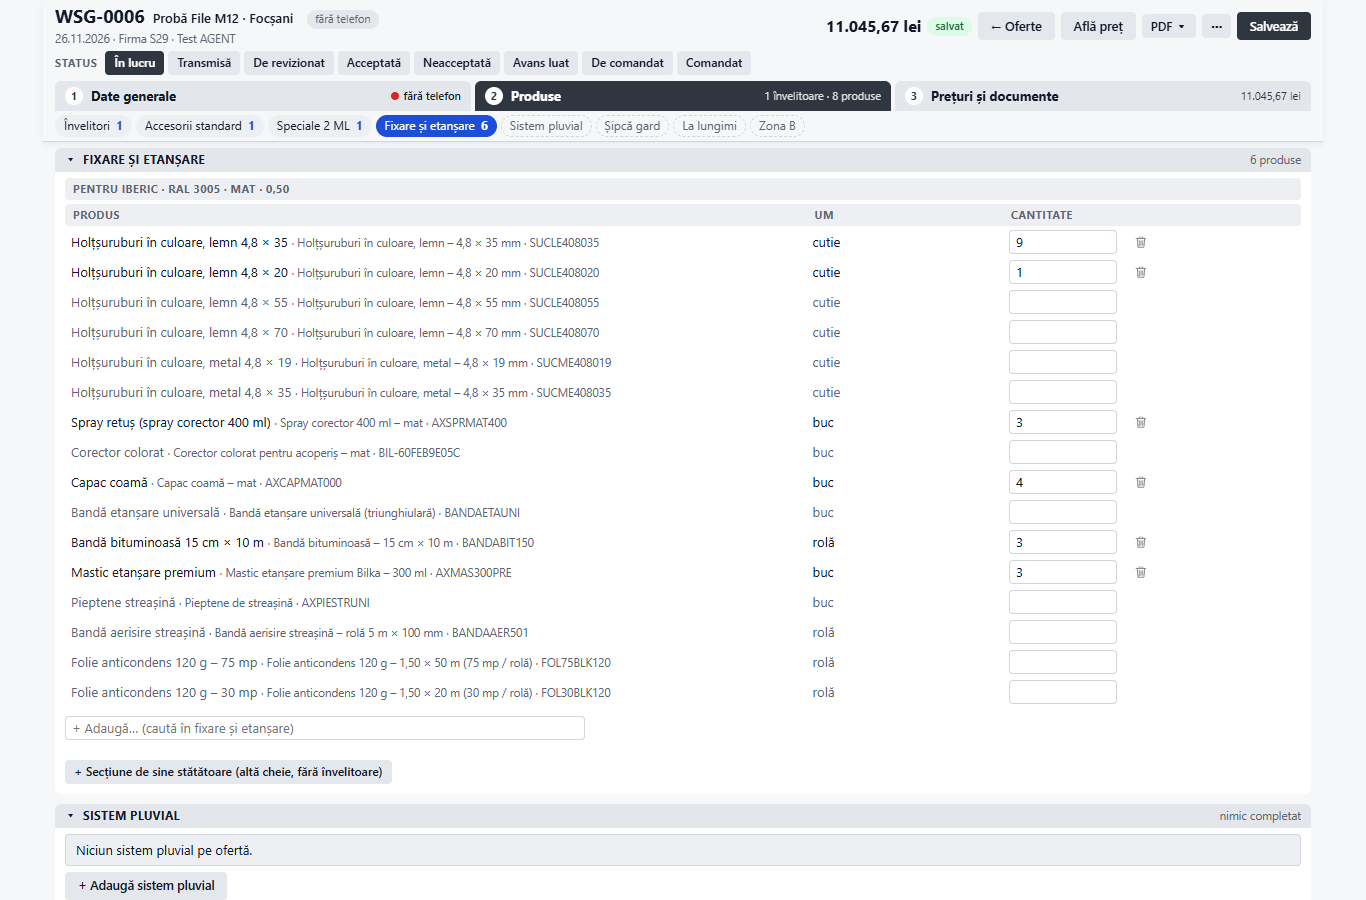 WSG-0006 Probă File M12 · Focșani fără telefon
26.11.2026 · Firma S29 · Test AGENT
11.045,67 lei salvat ← Oferte Află preț PDF ▾ ··· Salvează
STATUS În lucru Transmisă De revizionat Acceptată Neacceptată Avans luat De comandat Comandat
1 Date generale fără telefon 2 Produse 1 învelitoare · 8 produse 3 Prețuri și documente 11.045,67 lei
Învelitori 1 Accesorii standard 1 Speciale 2 ML 1 Fixare și etanșare 6 Sistem pluvial Șipcă gard La lungimi Zona B
▾ FIXARE ȘI ETANȘARE 6 produse
PENTRU IBERIC · RAL 3005 · MAT · 0,50
PRODUS UM CANTITATE
Holțșuruburi în culoare, lemn 4,8 × 35 · Holțșuruburi în culoare, lemn – 4,8 × 35 mm · SUCLE408035 cutie 9
Holțșuruburi în culoare, lemn 4,8 × 20 · Holțșuruburi în culoare, lemn – 4,8 × 20 mm · SUCLE408020 cutie 1
Holțșuruburi în culoare, lemn 4,8 × 55 · Holțșuruburi în culoare, lemn – 4,8 × 55 mm · SUCLE408055 cutie
Holțșuruburi în culoare, lemn 4,8 × 70 · Holțșuruburi în culoare, lemn – 4,8 × 70 mm · SUCLE408070 cutie
Holțșuruburi în culoare, metal 4,8 × 19 · Holțșuruburi în culoare, metal – 4,8 × 19 mm · SUCME408019 cutie
Holțșuruburi în culoare, metal 4,8 × 35 · Holțșuruburi în culoare, metal – 4,8 × 35 mm · SUCME408035 cutie
Spray retuș (spray corector 400 ml) · Spray corector 400 ml – mat · AXSPRMAT400 buc 3
Corector colorat · Corector colorat pentru acoperiș – mat · BIL-60FEB9E05C buc
Capac coamă · Capac coamă – mat · AXCAPMAT000 buc 4
Bandă etanșare universală · Bandă etanșare universală (triunghiulară) · BANDAETAUNI buc
Bandă bituminoasă 15 cm × 10 m · Bandă bituminoasă – 15 cm × 10 m · BANDABIT150 rolă 3
Mastic etanșare premium · Mastic etanșare premium Bilka – 300 ml · AXMAS300PRE buc 3
Pieptene streașină · Pieptene de streașină · AXPIESTRUNI buc
Bandă aerisire streașină · Bandă aerisire streașină – rolă 5 m × 100 mm · BANDAAER501 rolă
Folie anticondens 120 g – 75 mp · Folie anticondens 120 g – 1,50 × 50 m (75 mp / rolă) · FOL75BLK120 rolă
Folie anticondens 120 g – 30 mp · Folie anticondens 120 g – 1,50 × 20 m (30 mp / rolă) · FOL30BLK120 rolă
+ Adaugă... (caută în fixare și etanșare)
+ Secțiune de sine stătătoare (altă cheie, fără învelitoare)
▾ SISTEM PLUVIAL nimic completat
Niciun sistem pluvial pe ofertă.
+ Adaugă sistem pluvial